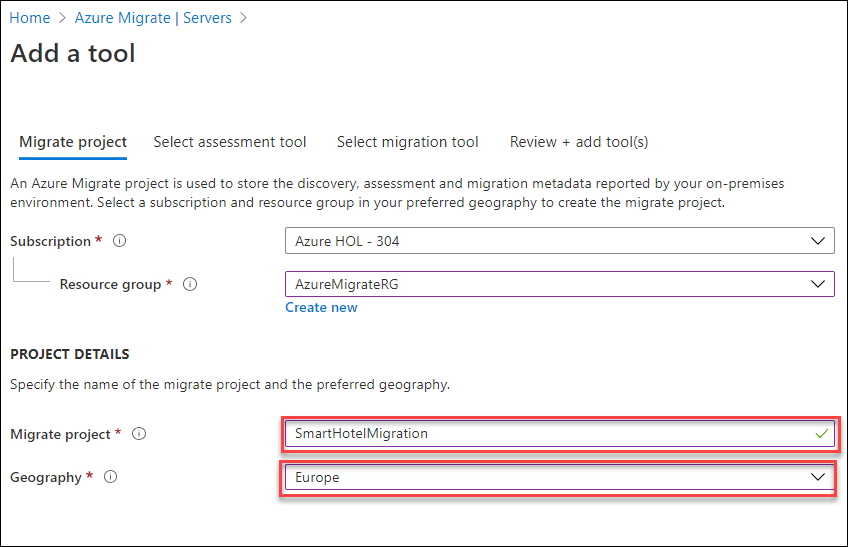 Home > Azure Migrate | Servers >
Add a tool
Migrate project Select assessment tool Select migration tool Review + add tool(s)
An Azure Migrate project is used to store the discovery, assessment and migration metadata reported by your on-premises
environment. Select a subscription and resource group in your preferred geography to create the migrate project.
Subscription * Azure HOL - 304
Resource group * AzureMigrateRG
Create new
PROJECT DETAILS
Specify the name of the migrate project and the preferred geography.
Migrate project * SmartHotelMigration
Geography * Europe